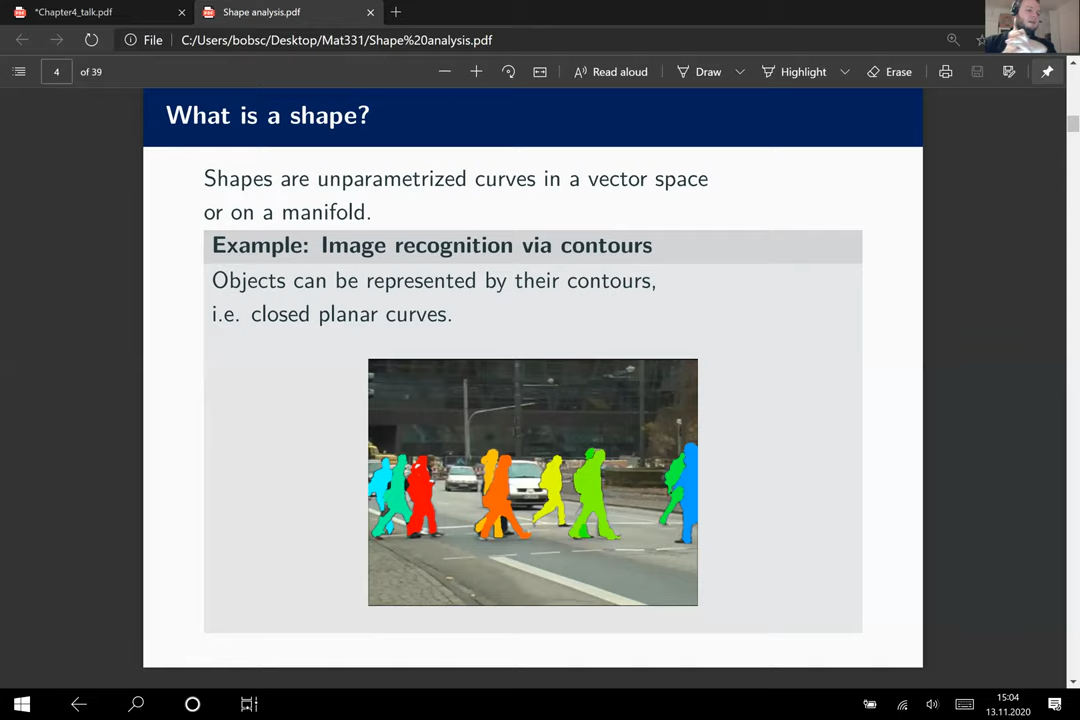 *Chapter4_talk.pdf
Shape analysis.pdf
File
C:/Users/bobsc/Desktop/Mat331/Shape%20analysis.pdf
4 of 39
Read aloud
Draw
Highlight
Erase
What is a shape?
Shapes are unparametrized curves in a vector space
or on a manifold.
Example: Image recognition via contours
Objects can be represented by their contours,
i.e. closed planar curves.
15:04
13.11.2020